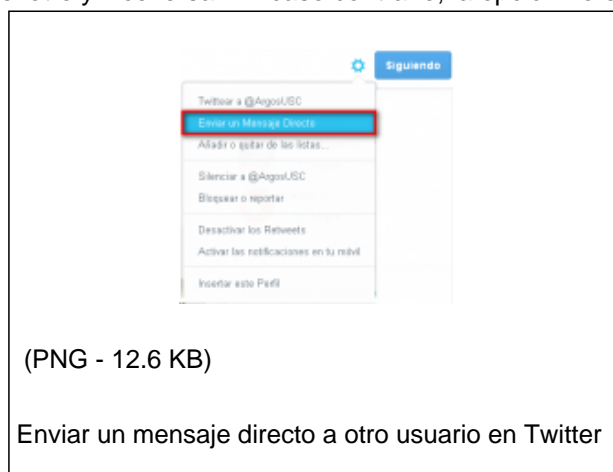 Siguiendo
Twittear a @ArgosUSC
Enviar un Mensaje Directo
Añadir o quitar de las listas...
Silenciar a @ArgosUSC
Bloquear o reportar
Desactivar los Retweets
Activar las notificaciones en tu móvil
Insertar este Perfil
(PNG - 12.6 KB)
Enviar un mensaje directo a otro usuario en Twitter